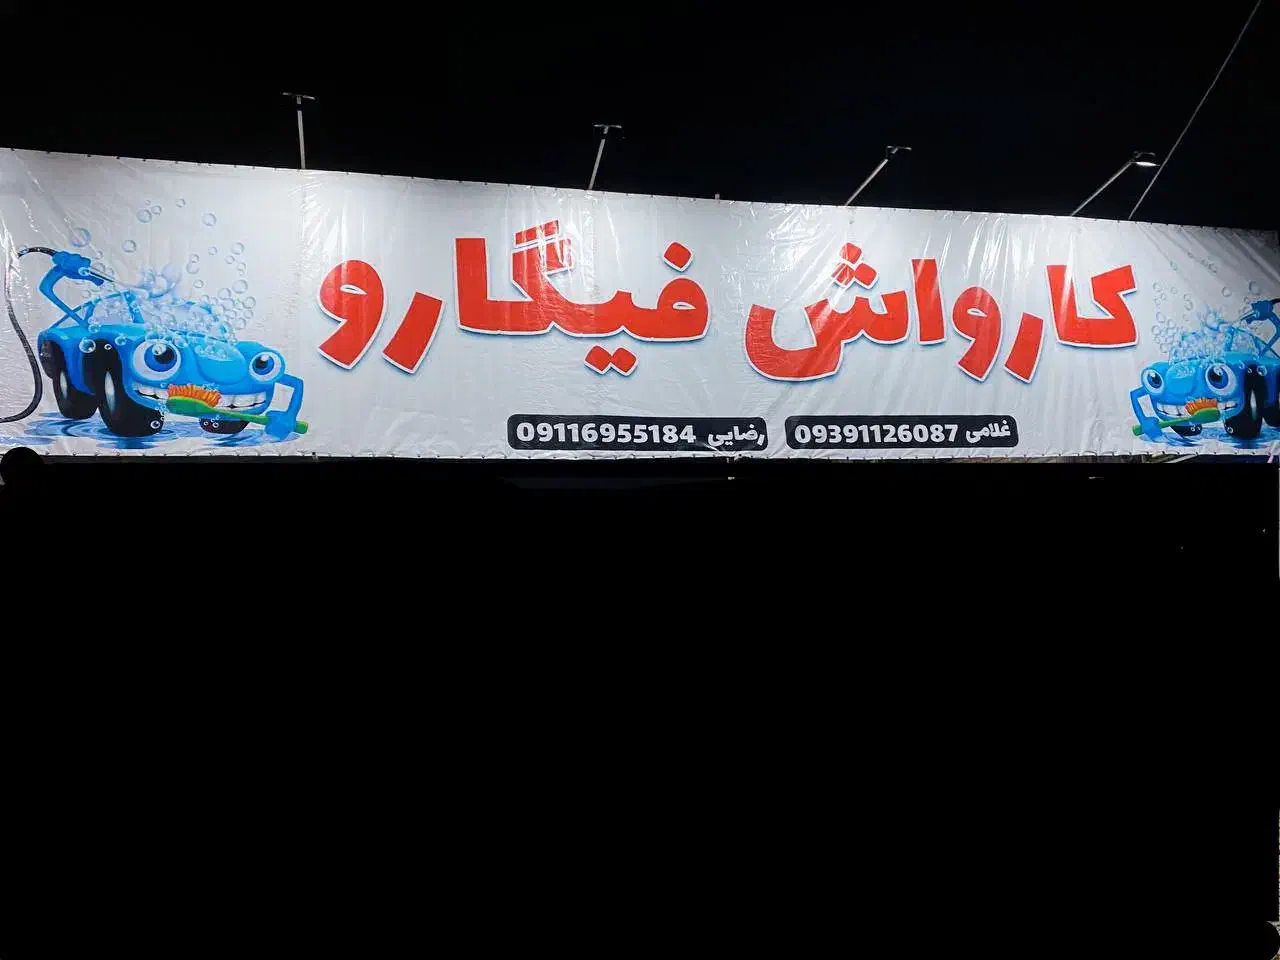 کارواش فیگارو
غلامی 09391126087
رضایی 09116955184